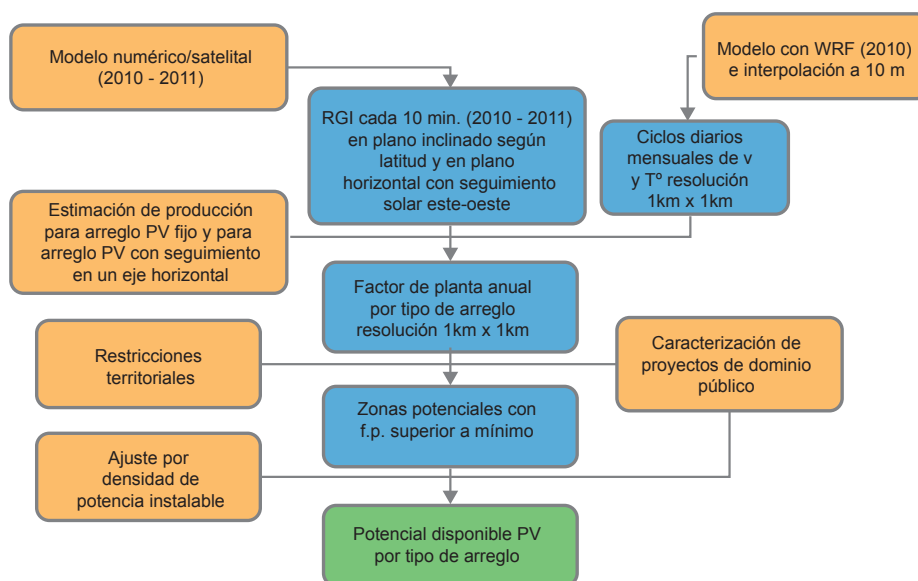 Modelo numérico/satelital
(2010 - 2011)
Modelo con WRF (2010)
e interpolación a 10 m
RGI cada 10 min. (2010 - 2011)
en plano inclinado según
latitud y en plano
horizontal con seguimiento
solar este-oeste
Ciclos diarios
mensuales de v
y Tº resolución
1km x 1km
Estimación de producción
para arreglo PV fijo y para
arreglo PV con seguimiento
en un eje horizontal
Factor de planta anual
por tipo de arreglo
resolución 1km x 1km
Restricciones
territoriales
Caracterización de
proyectos de dominio
público
Zonas potenciales con
f.p. superior a mínimo
Ajuste por
densidad de
potencia instalable
Potencial disponible PV
por tipo de arreglo